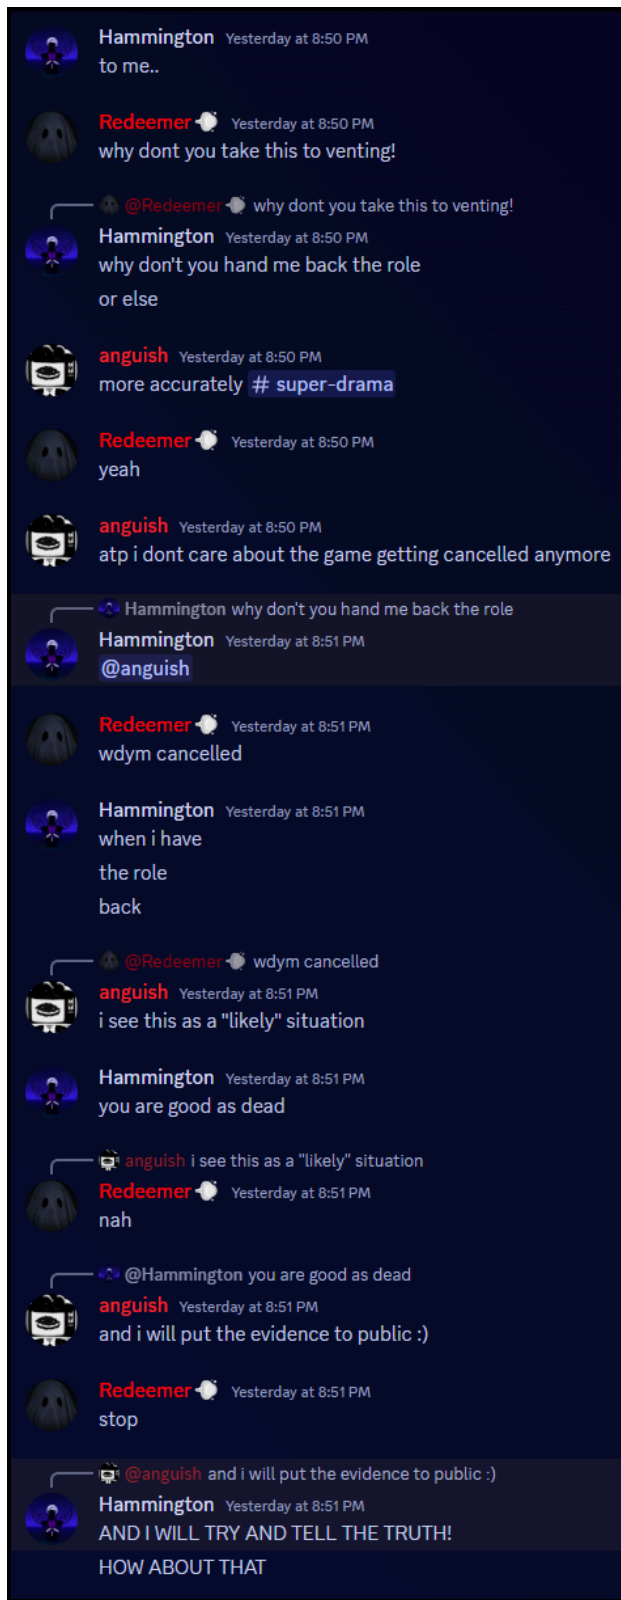 Hammington Yesterday at 8:50 PM
to me..
Redeemer Yesterday at 8:50 PM
why dont you take this to venting!
@Redeemer why dont you take this to venting!
Hammington Yesterday at 8:50 PM
why don't you hand me back the role
or else
anguish Yesterday at 8:50 PM
more accurately # super-drama
Redeemer Yesterday at 8:50 PM
yeah
anguish Yesterday at 8:50 PM
atp i dont care about the game getting cancelled anymore
Hammington why don't you hand me back the role
Hammington Yesterday at 8:51 PM
@anguish
Redeemer Yesterday at 8:51 PM
wdym cancelled
Hammington Yesterday at 8:51 PM
when i have
the role
back
@Redeemer wdym cancelled
anguish Yesterday at 8:51 PM
i see this as a "likely" situation
Hammington Yesterday at 8:51 PM
you are good as dead
anguish i see this as a "likely" situation
Redeemer Yesterday at 8:51 PM
nah
@Hammington you are good as dead
anguish Yesterday at 8:51 PM
and i will put the evidence to public :)
Redeemer Yesterday at 8:51 PM
stop
@anguish and i will put the evidence to public :)
Hammington Yesterday at 8:51 PM
AND I WILL TRY AND TELL THE TRUTH!
HOW ABOUT THAT